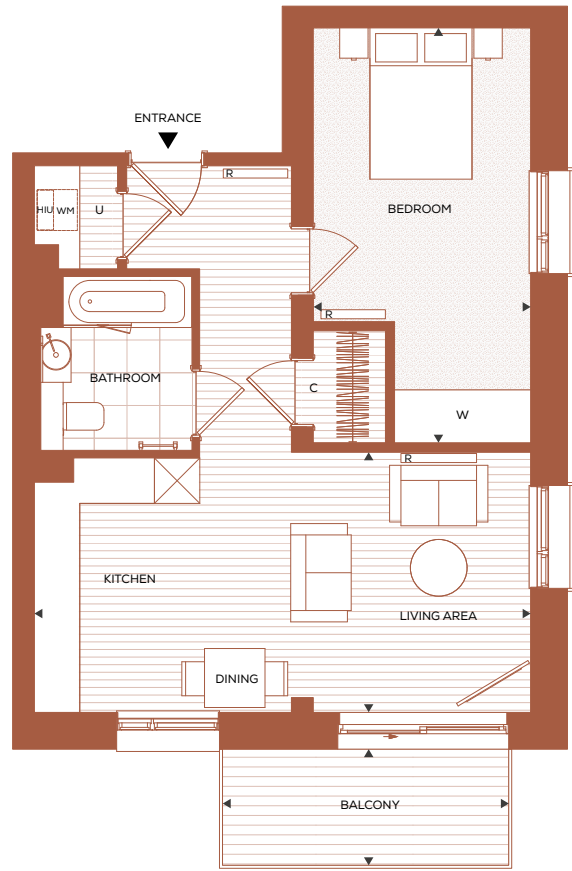 ENTRANCE
R
HIU WM
U
BEDROOM
R
BATHROOM
C
W
R
KITCHEN
LIVING AREA
DINING
BALCONY